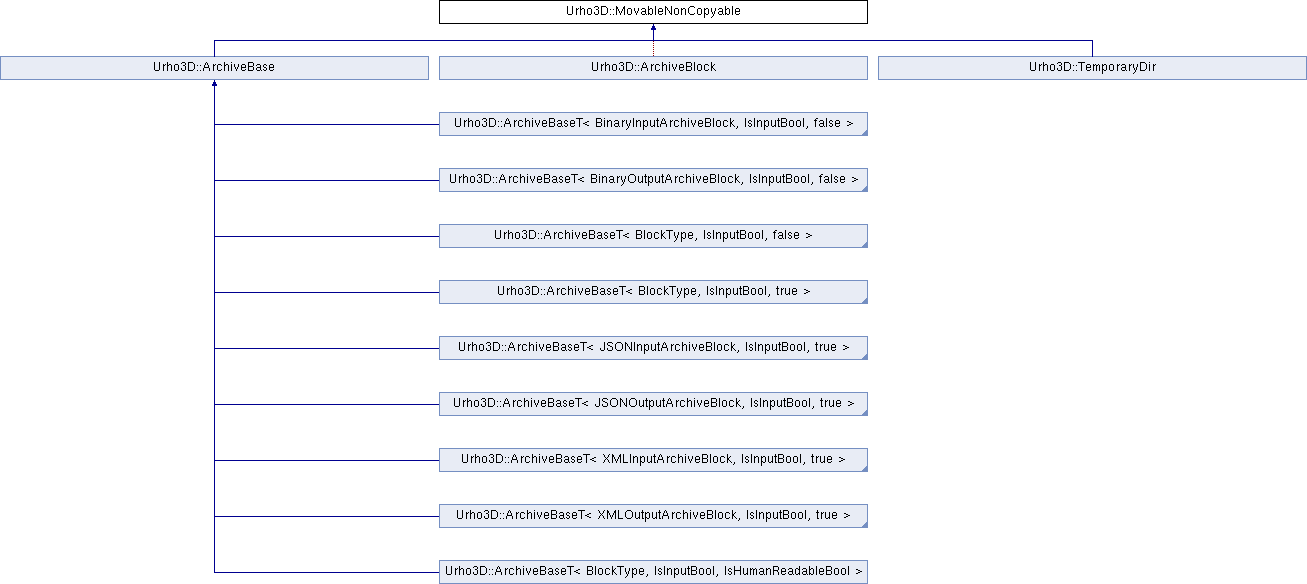 Urho3D::MovableNonCopyable
Urho3D::ArchiveBase
Urho3D::ArchiveBlock
Urho3D::TemporaryDir
Urho3D::ArchiveBaseT< BinaryInputArchiveBlock, IsInputBool, false >
Urho3D::ArchiveBaseT< BinaryOutputArchiveBlock, IsInputBool, false >
Urho3D::ArchiveBaseT< BlockType, IsInputBool, false >
Urho3D::ArchiveBaseT< BlockType, IsInputBool, true >
Urho3D::ArchiveBaseT< JSONInputArchiveBlock, IsInputBool, true >
Urho3D::ArchiveBaseT< JSONOutputArchiveBlock, IsInputBool, true >
Urho3D::ArchiveBaseT< XMLInputArchiveBlock, IsInputBool, true >
Urho3D::ArchiveBaseT< XMLOutputArchiveBlock, IsInputBool, true >
Urho3D::ArchiveBaseT< BlockType, IsInputBool, IsHumanReadableBool >